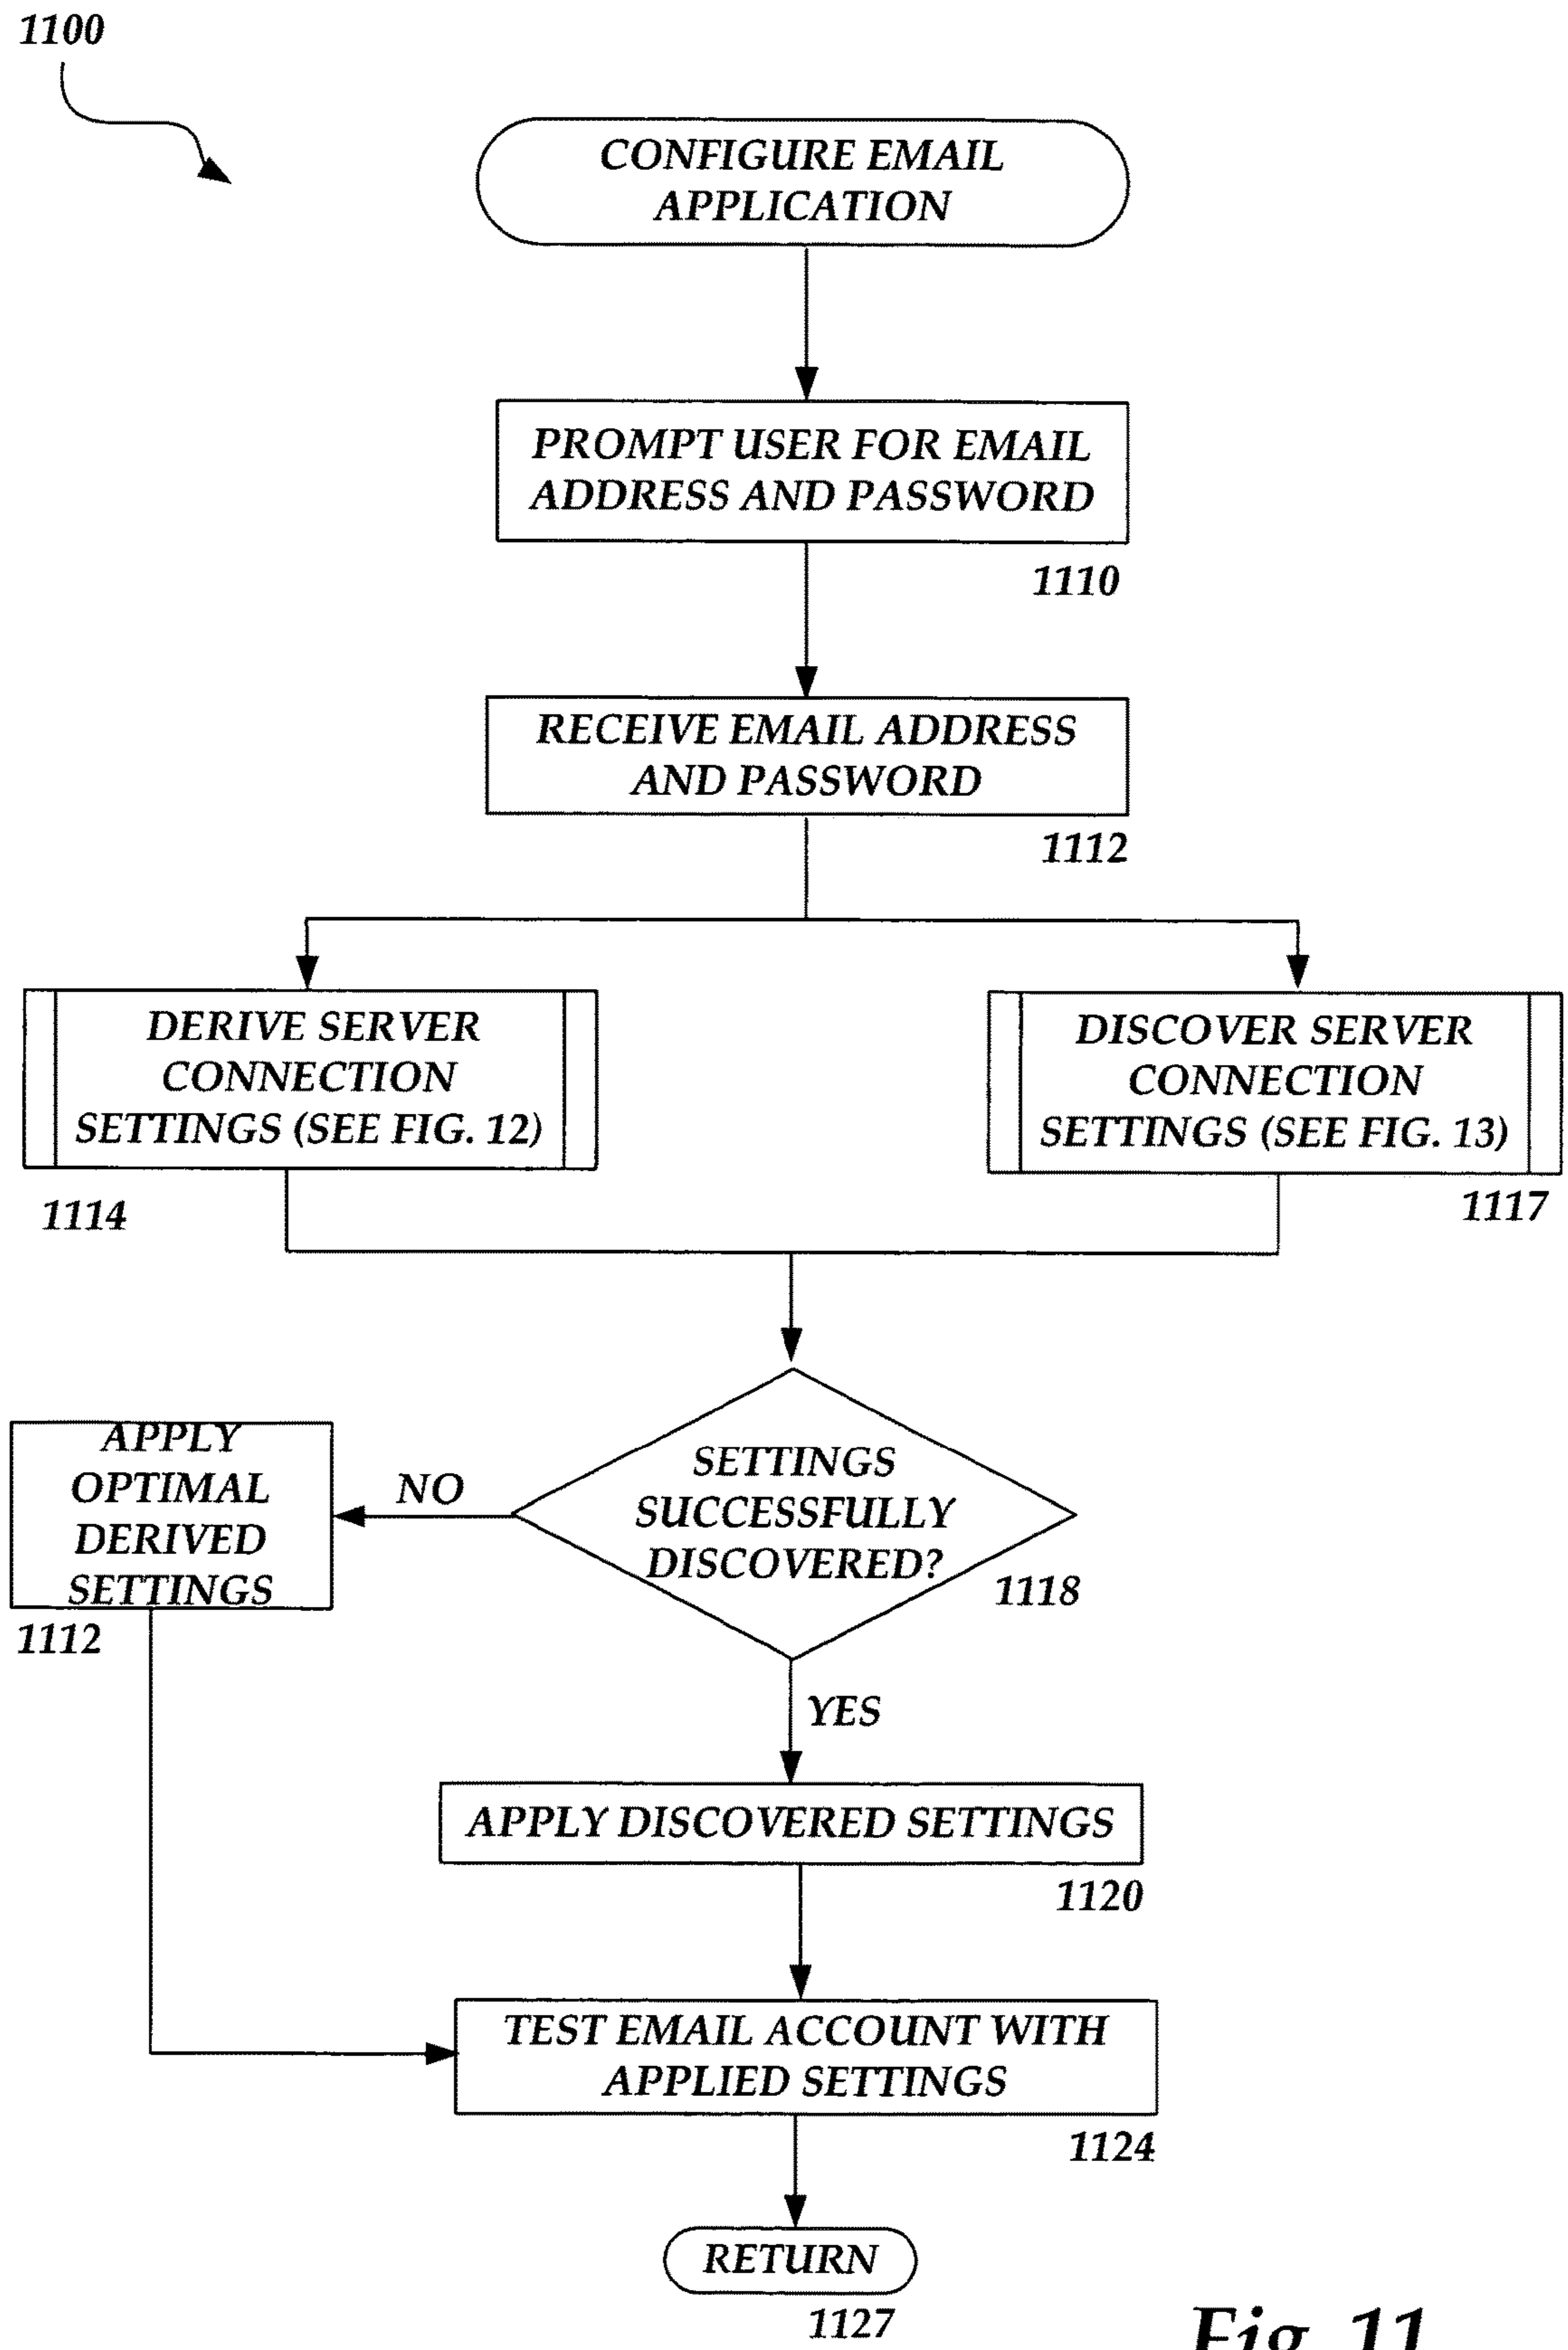 1100
CONFIGURE EMAIL
APPLICATION
PROMPT USER FOR EMAIL
ADDRESS AND PASSWORD
1110
RECEIVE EMAIL ADDRESS
AND PASSWORD
1112
DERIVE SERVER
CONNECTION
SETTINGS (SEE FIG. 12)
1114
DISCOVER SERVER
CONNECTION
SETTINGS (SEE FIG. 13)
1117
SETTINGS
SUCCESSFULLY
DISCOVERED?
1118
NO
APPLY
OPTIMAL
DERIVED
SETTINGS
1112
YES
APPLY DISCOVERED SETTINGS
1120
TEST EMAIL ACCOUNT WITH
APPLIED SETTINGS
1124
RETURN
1127
Fig. 11